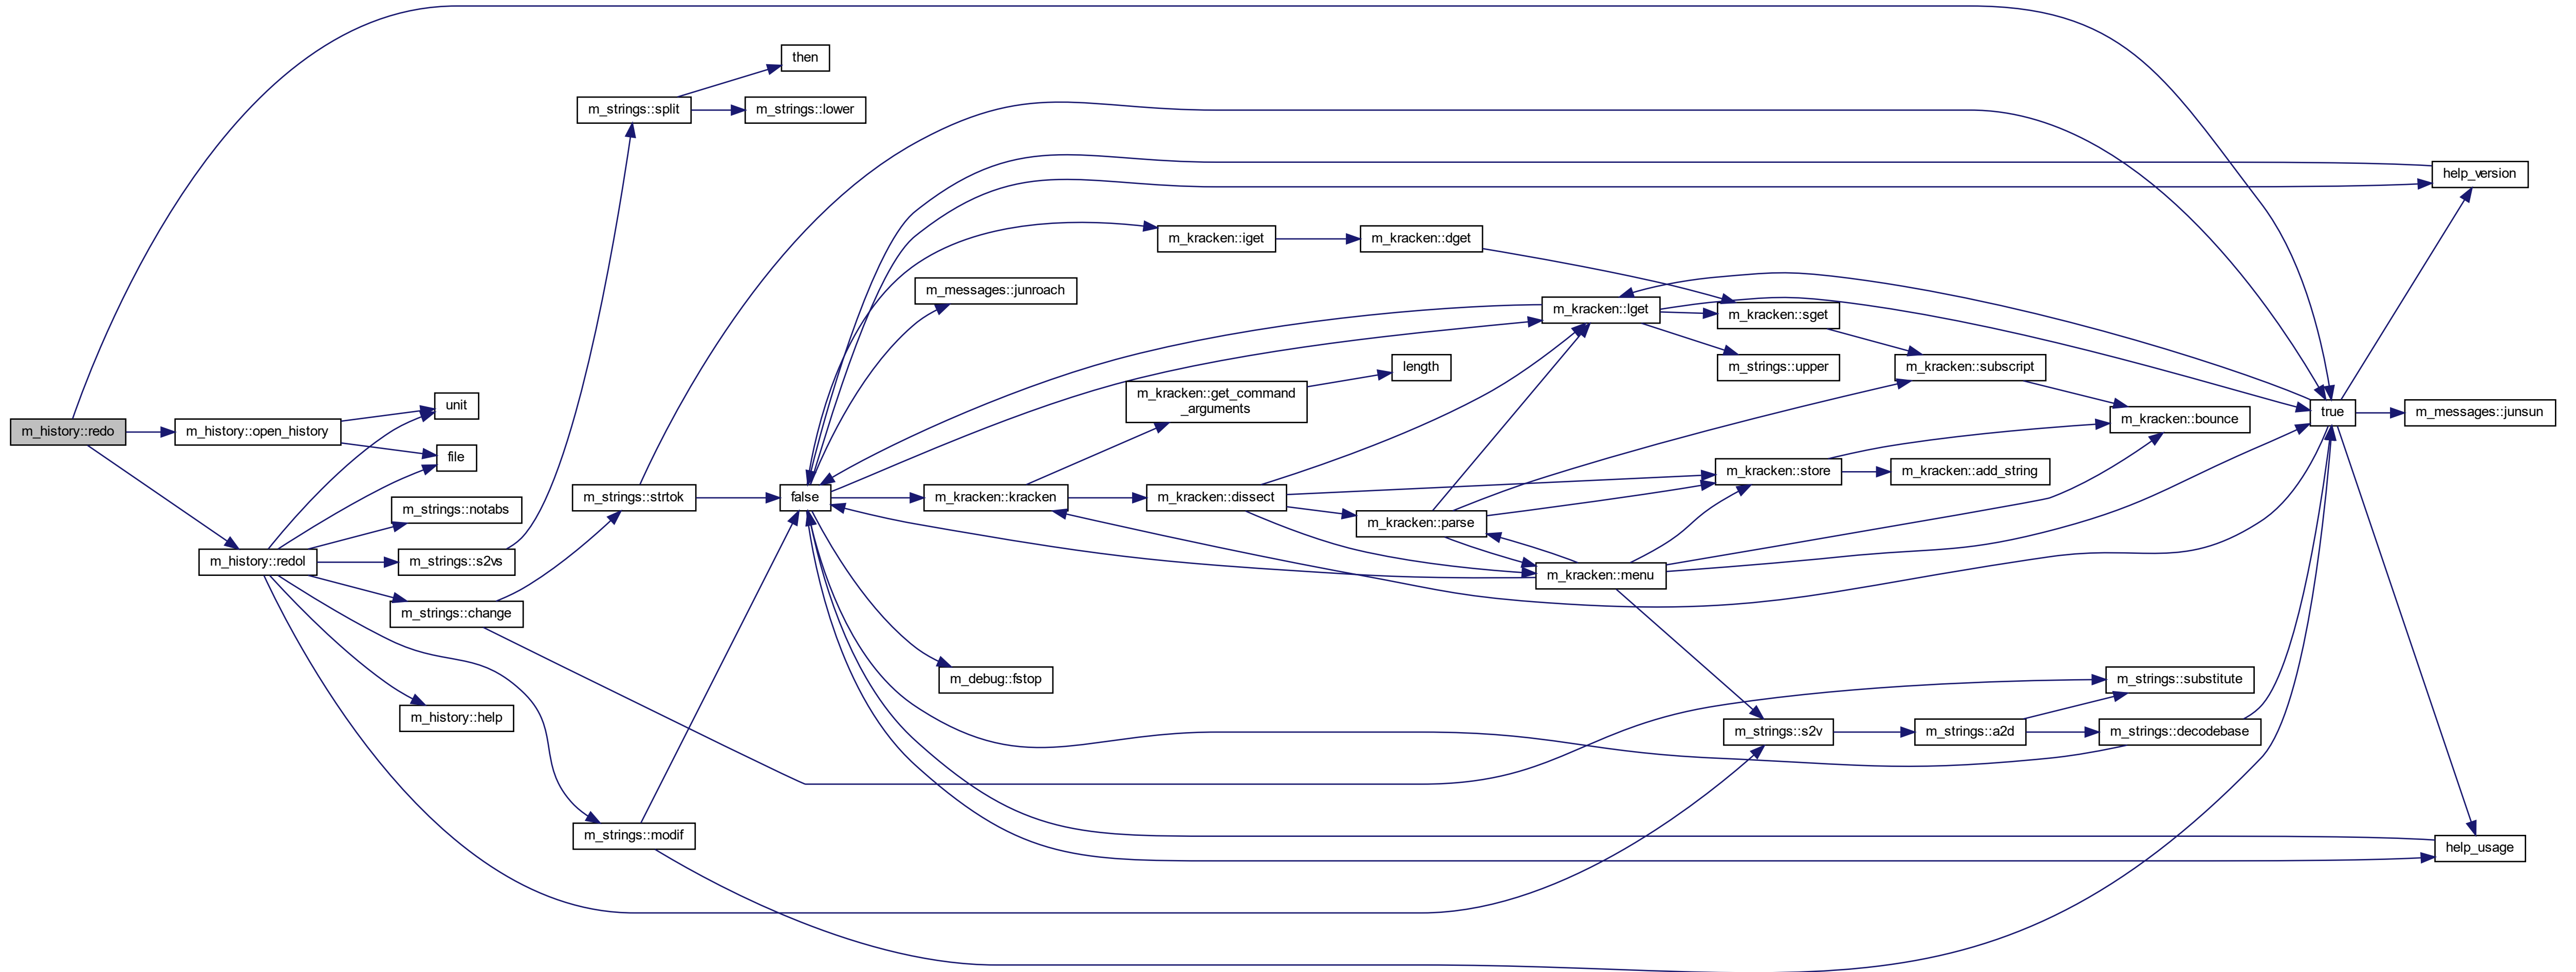 then
m_strings::split
m_strings::lower
help_version
m_kracken::iget
m_kracken::dget
m_messages::junroach
m_kracken::lget
m_kracken::sget
m_kracken::get_command
_arguments
length
m_strings::upper
m_kracken::subscript
m_history::redo
m_history::open_history
unit
file
true
m_messages::junsun
m_kracken::bounce
m_strings::notabs
m_strings::strtok
false
m_kracken::kracken
m_kracken::dissect
m_kracken::parse
m_kracken::store
m_kracken::add_string
m_history::redol
m_strings::s2vs
m_kracken::menu
m_strings::change
m_debug::fstop
m_strings::substitute
m_history::help
m_strings::s2v
m_strings::a2d
m_strings::decodebase
m_strings::modif
help_usage